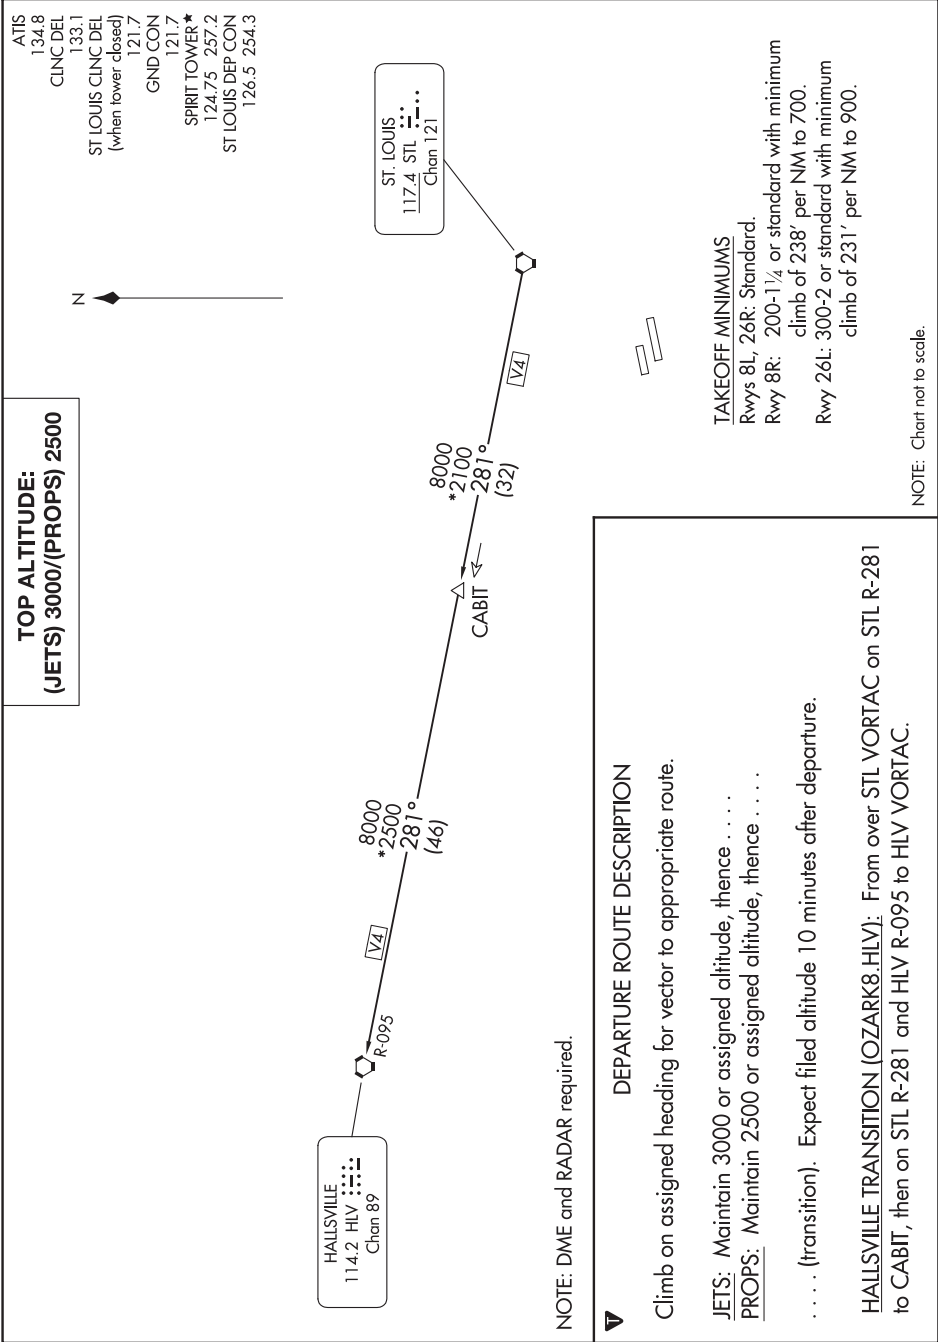 TOP ALTITUDE:
(JETS) 3000/(PROPS) 2500
ATIS
134.8
CLNC DEL
133.1
ST LOUIS CLNC DEL
(when tower closed)
121.7
GND CON
121.7
SPIRIT TOWER★
124.75 257.2
ST LOUIS DEP CON
126.5 254.3
N
ST. LOUIS
117.4 STL
Chan 121
V4
8000
*2100
281°
(32)
CABIT
8000
*2500
281°
(46)
V4
R-095
HALLSVILLE
114.2 HLV
Chan 89
NOTE: DME and RADAR required.
TAKEOFF MINIMUMS
Rwys 8L, 26R: Standard.
Rwy 8R: 200-1¼ or standard with minimum
climb of 238' per NM to 700.
Rwy 26L: 300-2 or standard with minimum
climb of 231' per NM to 900.
NOTE: Chart not to scale.
T
DEPARTURE ROUTE DESCRIPTION
Climb on assigned heading for vector to appropriate route.
JETS: Maintain 3000 or assigned altitude, thence . . . .
PROPS: Maintain 2500 or assigned altitude, thence . . . .
. . . . (transition). Expect filed altitude 10 minutes after departure.
HALLSVILLE TRANSITION (OZARK8.HLV): From over STL VORTAC on STL R-281
to CABIT, then on STL R-281 and HLV R-095 to HLV VORTAC.